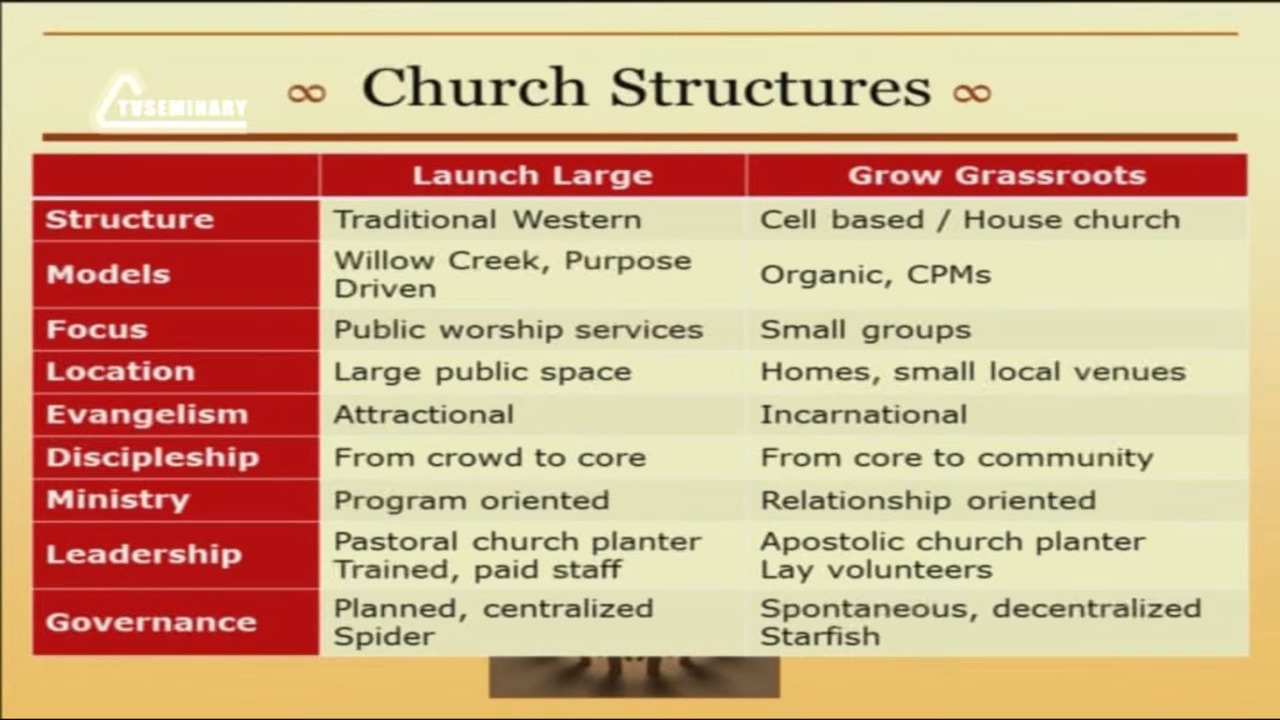 TVSEMINARY
Church Structures
Launch Large
Grow Grassroots
Structure
Traditional Western
Cell based / House church
Models
Willow Creek, Purpose
Driven
Organic, CPMs
Focus
Public worship services
Small groups
Location
Large public space
Homes, small local venues
Evangelism
Attractional
Incarnational
Discipleship
From crowd to core
From core to community
Ministry
Program oriented
Relationship oriented
Leadership
Pastoral church planter
Trained, paid staff
Apostolic church planter
Lay volunteers
Governance
Planned, centralized
Spider
Spontaneous, decentralized
Starfish